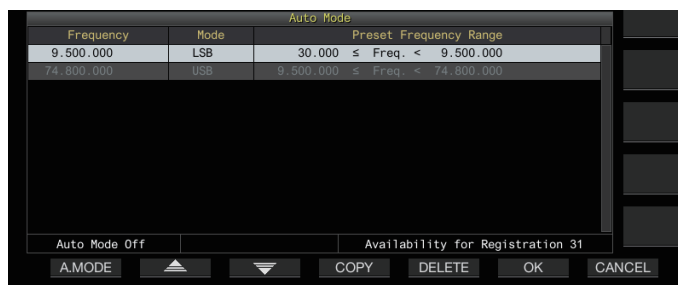 Auto Mode
Frequency Mode Preset Frequency Range
9.500.000 LSB 30.000 ≤ Freq. < 9.500.000
74.800.000 USB 9.500.000 ≤ Freq. < 74.800.000
Auto Mode Off Availability for Registration 31
A.MODE COPY DELETE OK CANCEL